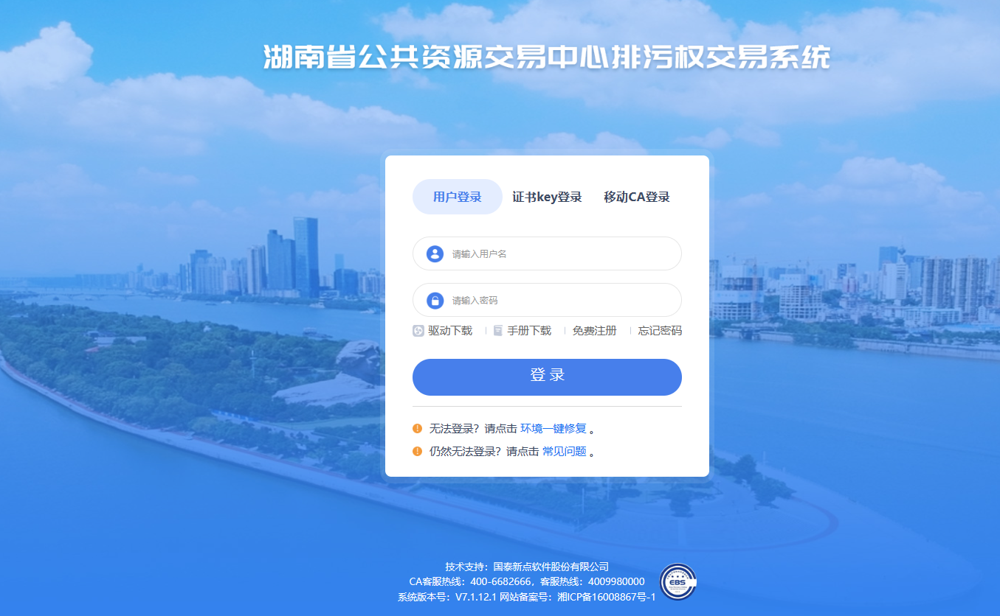 湖南省公共资源交易中心排污权交易系统
用户登录 证书key登录 移动CA登录
请输入用户名
请输入密码
驱动下载 手册下载 免费注册 忘记密码
登 录
无法登录？请点击 环境一键修复 。
仍然无法登录？请点击 常见问题 。
技术支持：国泰新点软件股份有限公司
CA客服热线：400-6682666，客服热线：4009980000
系统版本号：V7.1.12.1 网站备案号：湘ICP备16008867号-1
EBS